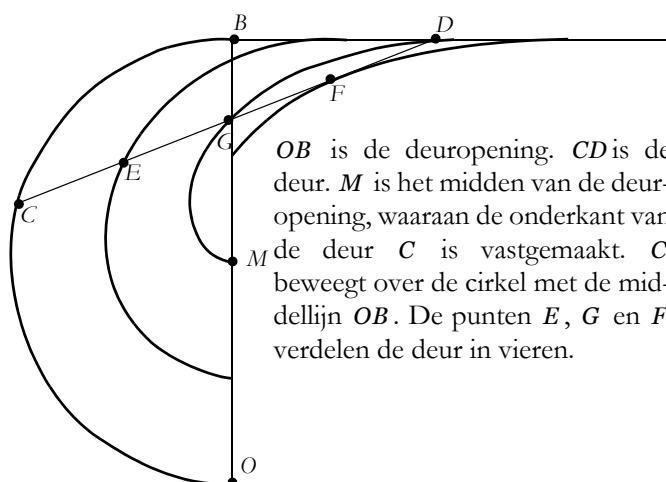 B
D
F
G
E
C
M
O
OB is de deuropening. CD is de
deur. M is het midden van de deur-
opening, waaraan de onderkant van
de deur C is vastgemaakt. C
beweegt over de cirkel met de mid-
dellijn OB. De punten E, G en F
verdelen de deur in vieren.